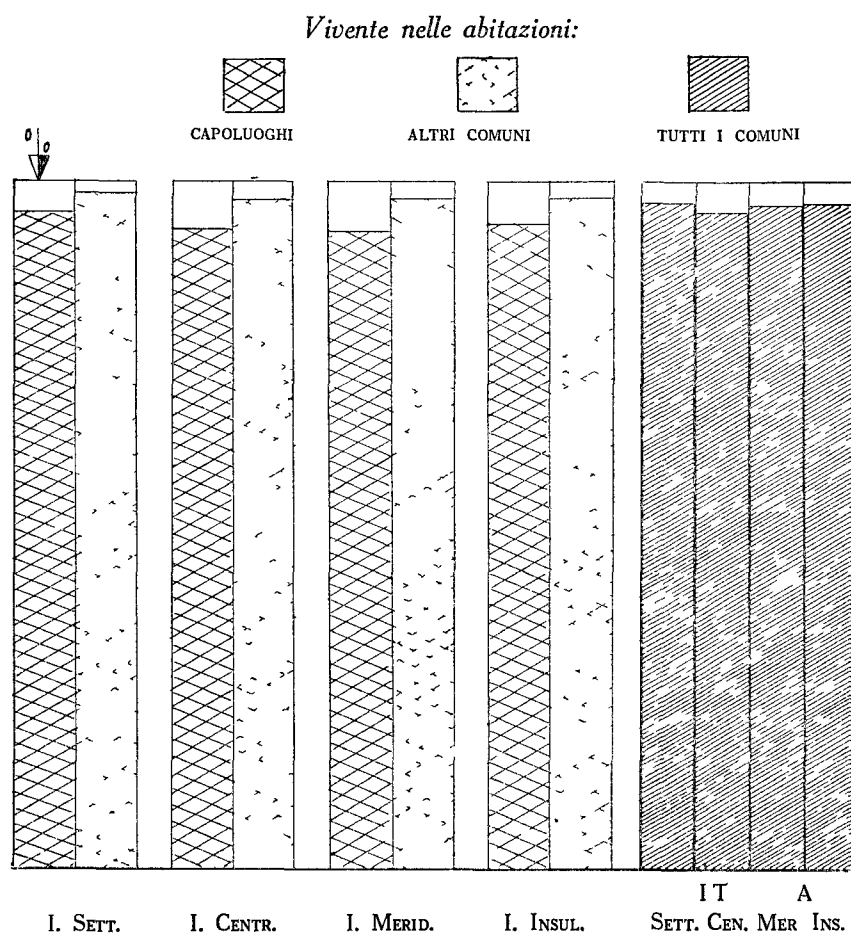 Vivente nelle abitazioni:
CAPOLUOGHI ALTRI COMUNI TUTTI I COMUNI
0
0
I T A
I. SETT. I. CENTR. I. MERID. I. INSUL. SETT. CEN. MER INS.